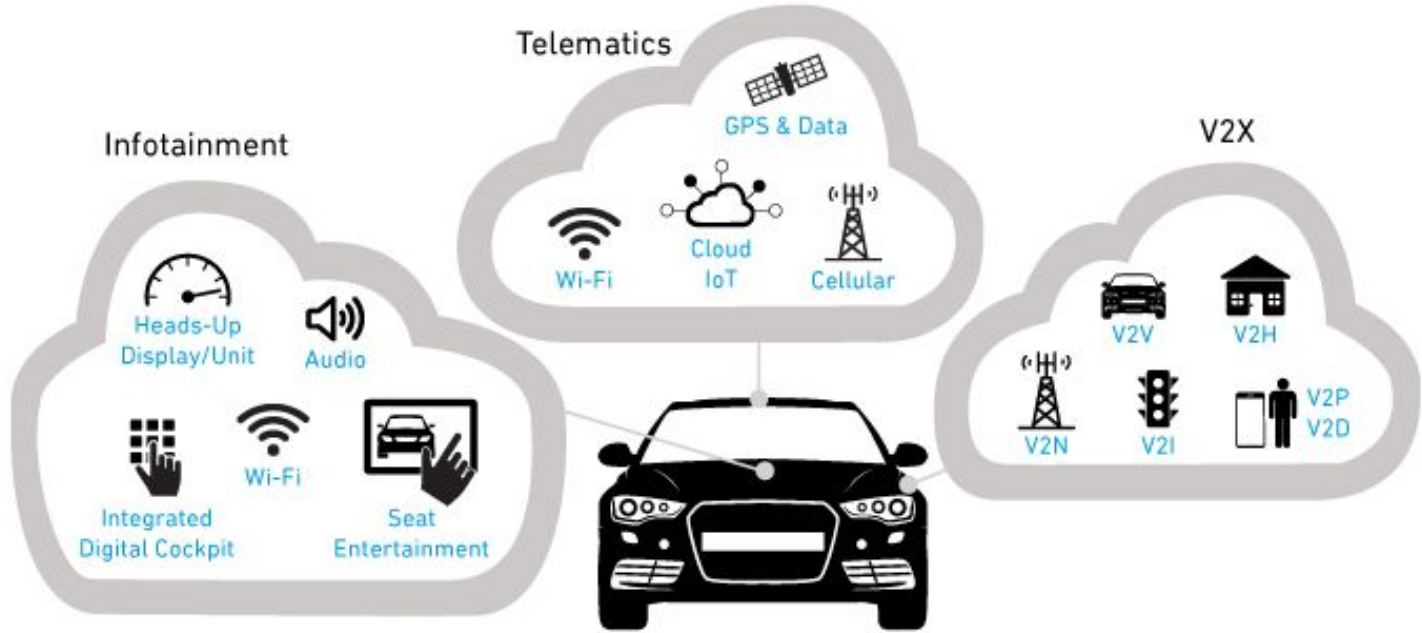 Telematics
GPS & Data
Wi-Fi
Cloud
IoT
Cellular
Infotainment
Heads-Up
Display/Unit
Audio
Integrated
Digital Cockpit
Wi-Fi
Seat
Entertainment
V2X
V2V
V2H
V2N
V2I
V2P
V2D